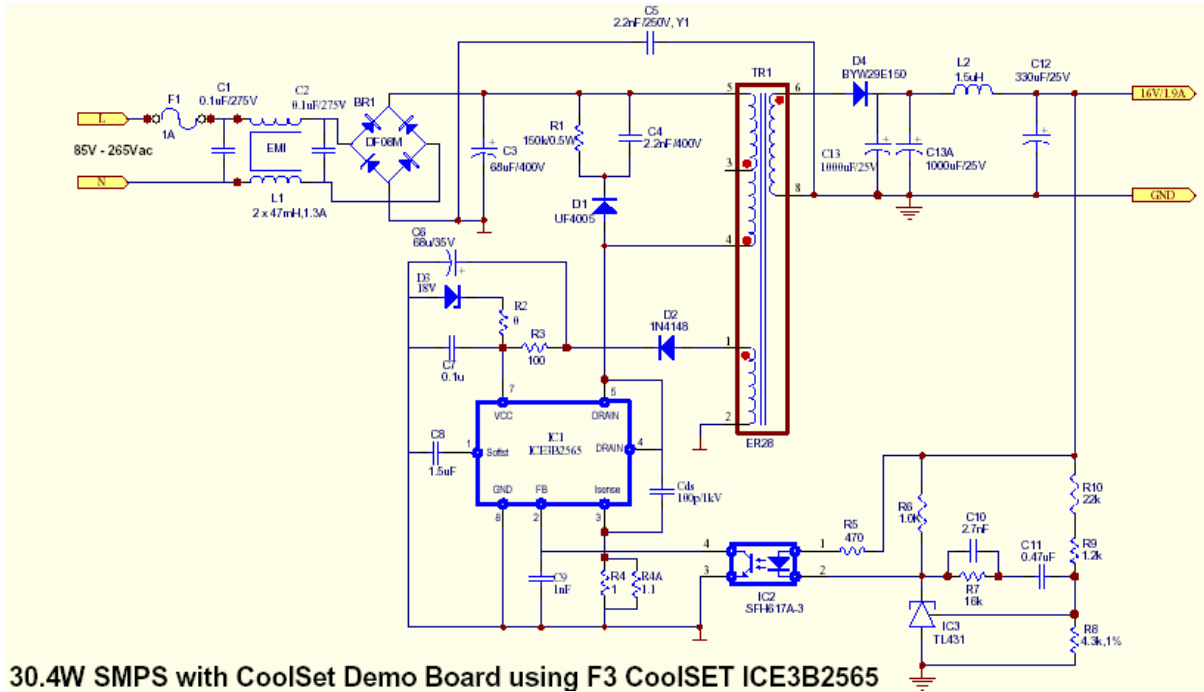 C5
2.2nF/250V, Y1
F1
1A
C1
0.1uF/275V
C2
0.1uF/275V
BR1
DF08M
L
85V - 265Vac
N
EMI
L1
2 x 47mH,1.3A
C3
68uF/400V
R1
150k/0.5W
C4
2.2nF/400V
D1
UF4005
TR1
5
3
4
1
2
6
8
ER28
D4
BYW29E150
L2
1.5uH
C12
330uF/25V
16V/1.9A
C13
1000uF/25V
C13A
1000uF/25V
GND
C6
68u/35V
D3
18V
R2
0
R3
100
D2
1N4148
C7
0.1u
7
VCC
5
DRAIN
IC1
ICE3B2565
DRAIN
4
C8
1.5uF
1
Softst
GND
FB
Isense
8
2
3
Cds
100p/1kV
C9
1nF
R4
1
R4A
1.1
4
3
1
2
IC2
SFH617A-3
R5
470
R6
1.0K
C10
2.7nF
R7
16k
C11
0.47uF
R10
22k
R9
1.2k
IC3
TL431
R8
4.3k,1%
30.4W SMPS with CoolSet Demo Board using F3 CoolSET ICE3B2565